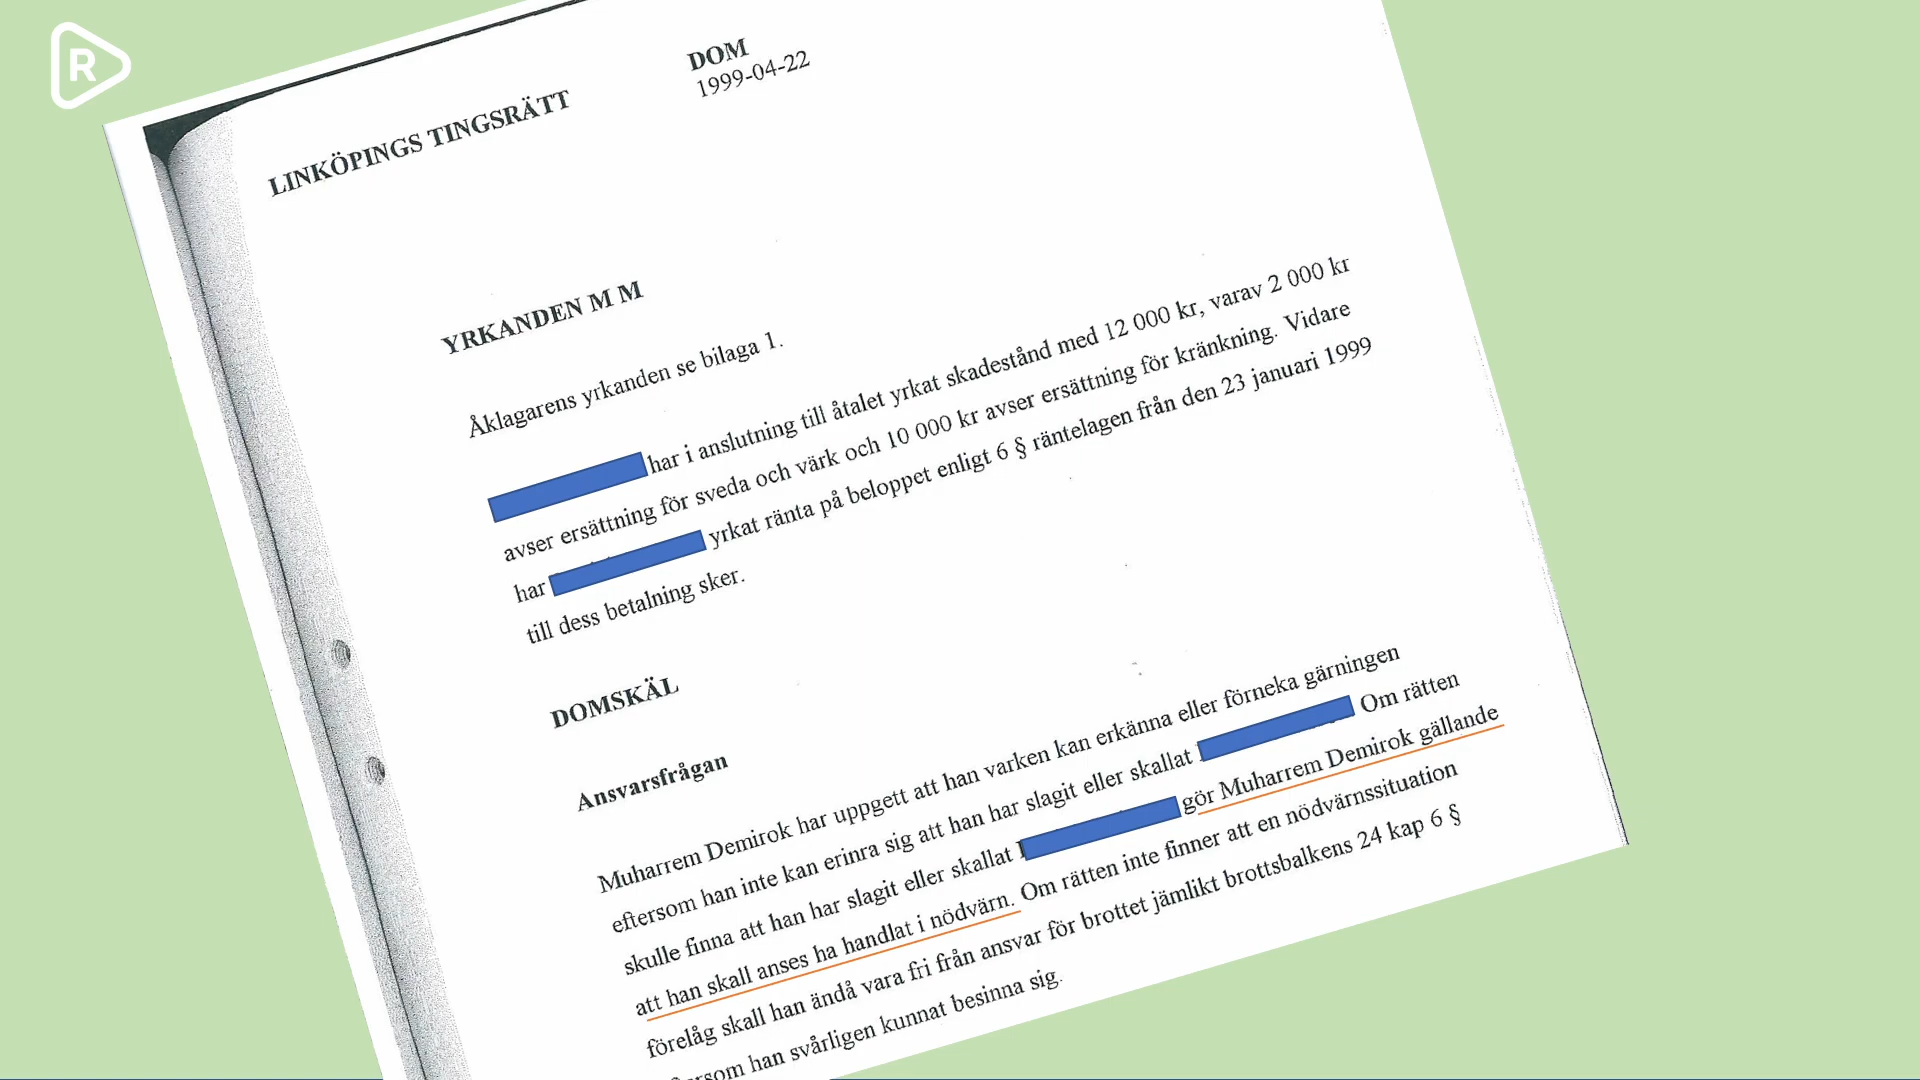 R
DOM
1999-04-22
LINKÖPINGS TINGSRÄTT
YRKANDEN M M
Åklagarens yrkanden se bilaga 1.
har i anslutning till åtalet yrkat skadestånd med 12 000 kr, varav 2 000 kr
avser ersättning för sveda och värk och 10 000 kr avser ersättning för kränkning. Vidare
har yrkat ränta på beloppet enligt 6 § räntelagen från den 23 januari 1999
till dess betalning sker.
DOMSKÄL
Ansvarsfrågan
Muharrem Demirok har uppgett att han varken kan erkänna eller förneka gärningen
eftersom han inte kan erinra sig att han har slagit eller skallat Om rätten
skulle finna att han har slagit eller skallat gör Muharrem Demirok gällande
att han skall anses ha handlat i nödvärn. Om rätten inte finner att en nödvärnssituation
förelåg skall han ändå vara fri från ansvar för brottet jämlikt brottsbalkens 24 kap 6 §
han svårligen kunnat besinna sig.